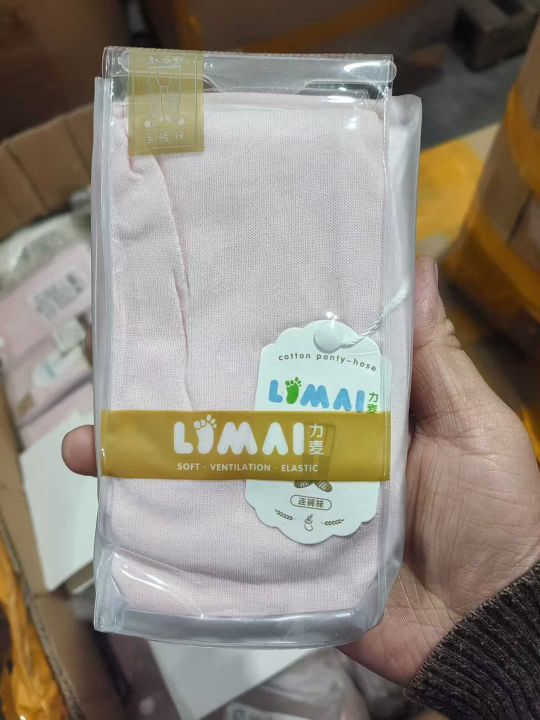 连裤袜
cotton panty-hose
LIMAI 力麦
LIMAI 力麦
SOFT · VENTILATION · ELASTIC
连裤袜